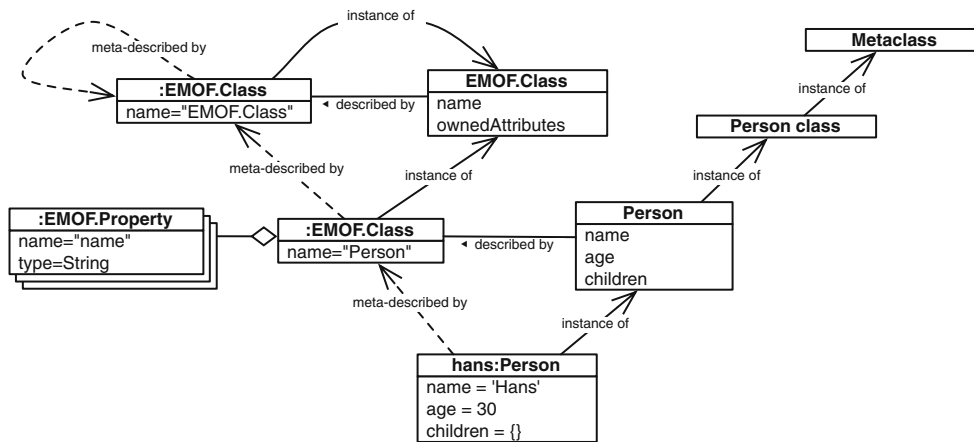 instance of
meta-described by
Metaclass
:EMOF.Class
name="EMOF.Class"
described by
EMOF.Class
name
ownedAttributes
instance of
Person class
meta-described by
instance of
instance of
:EMOF.Property
name="name"
type=String
:EMOF.Class
name="Person"
described by
Person
name
age
children
meta-described by
instance of
hans:Person
name = 'Hans'
age = 30
children = {}